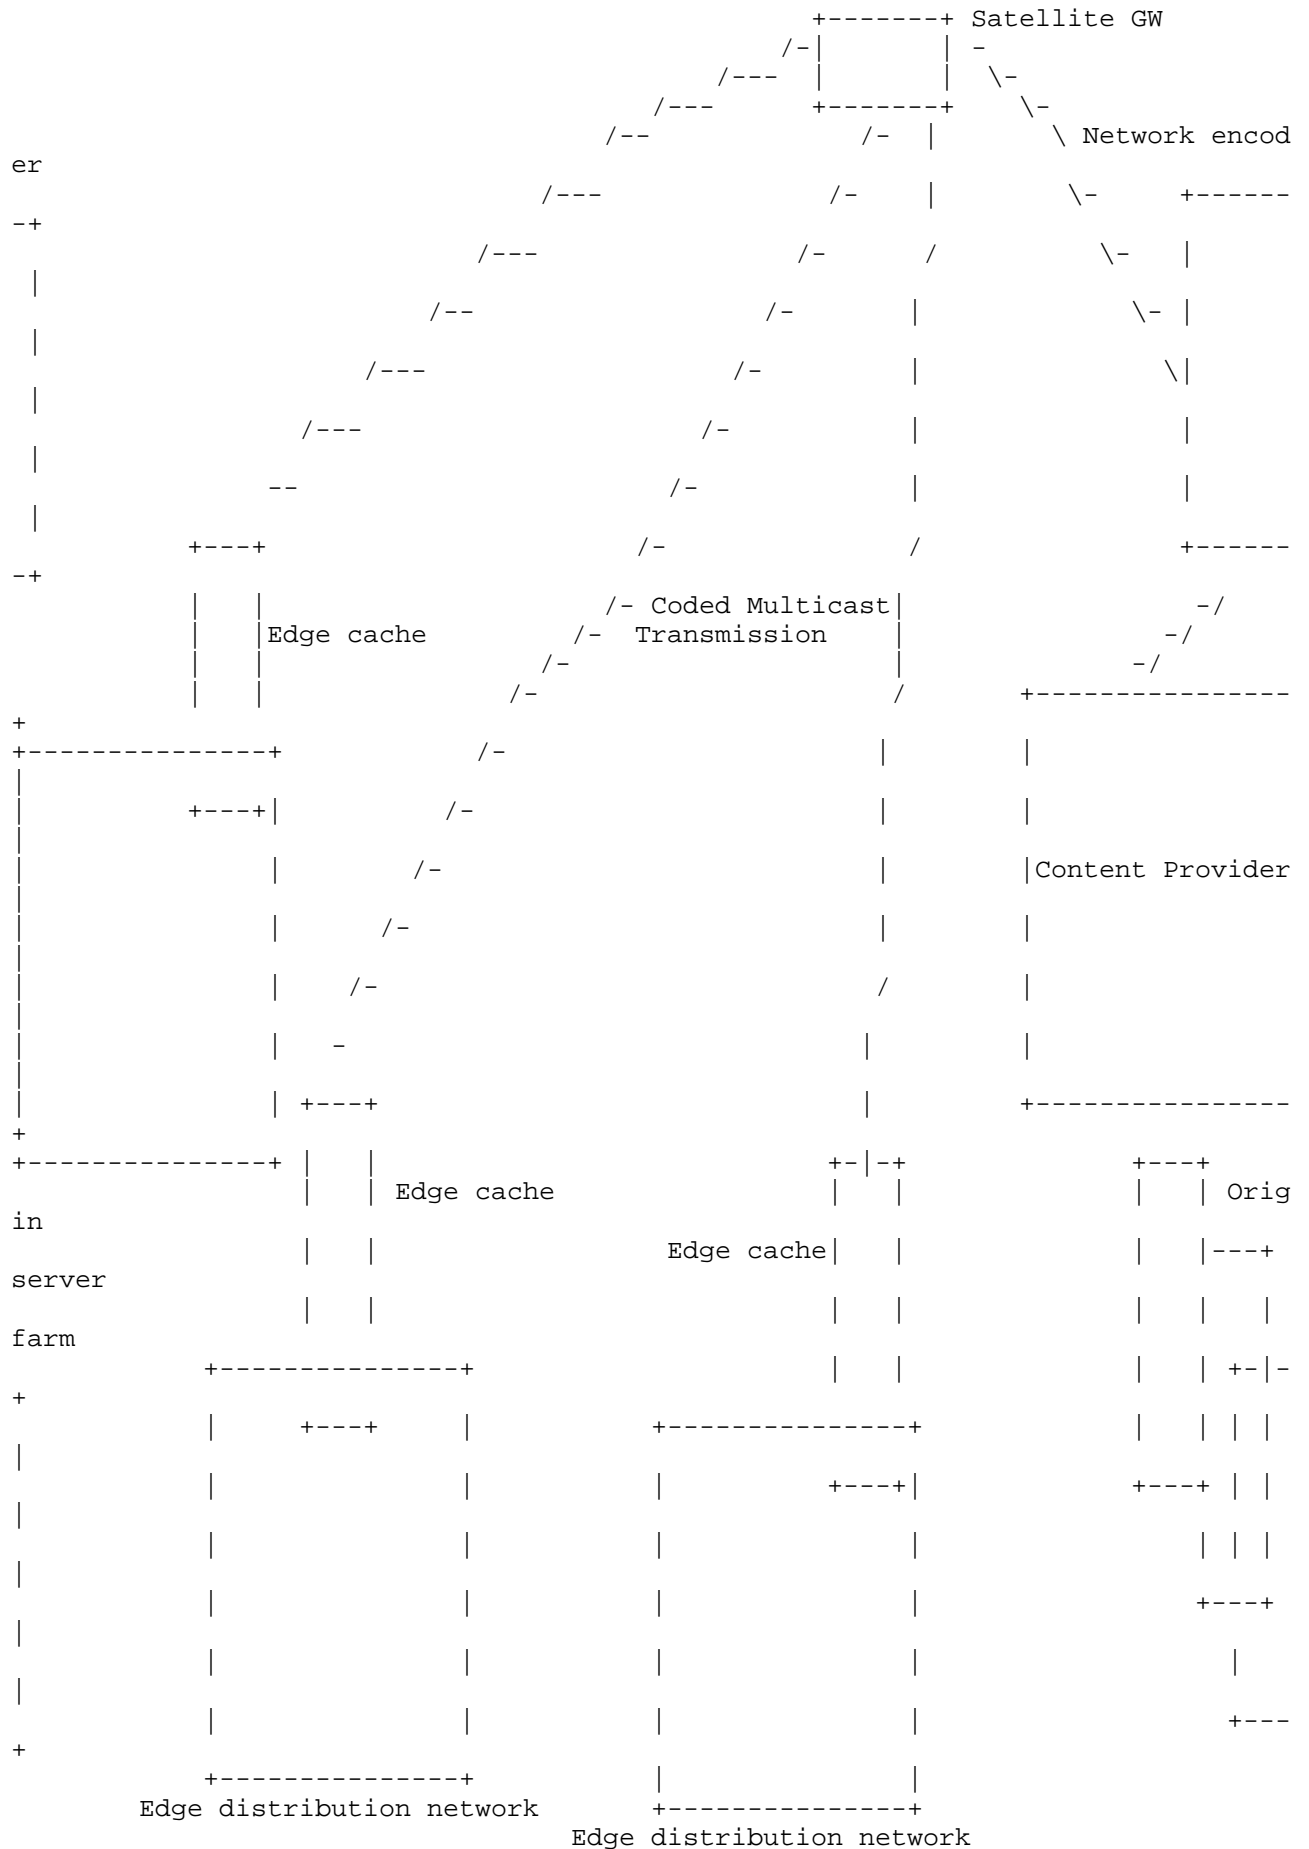 Satellite GW
Network encod
er
Coded Multicast
Edge cache Transmission
Content Provider
Edge cache Orig
in
Edge cache
server
farm
Edge distribution network
Edge distribution network